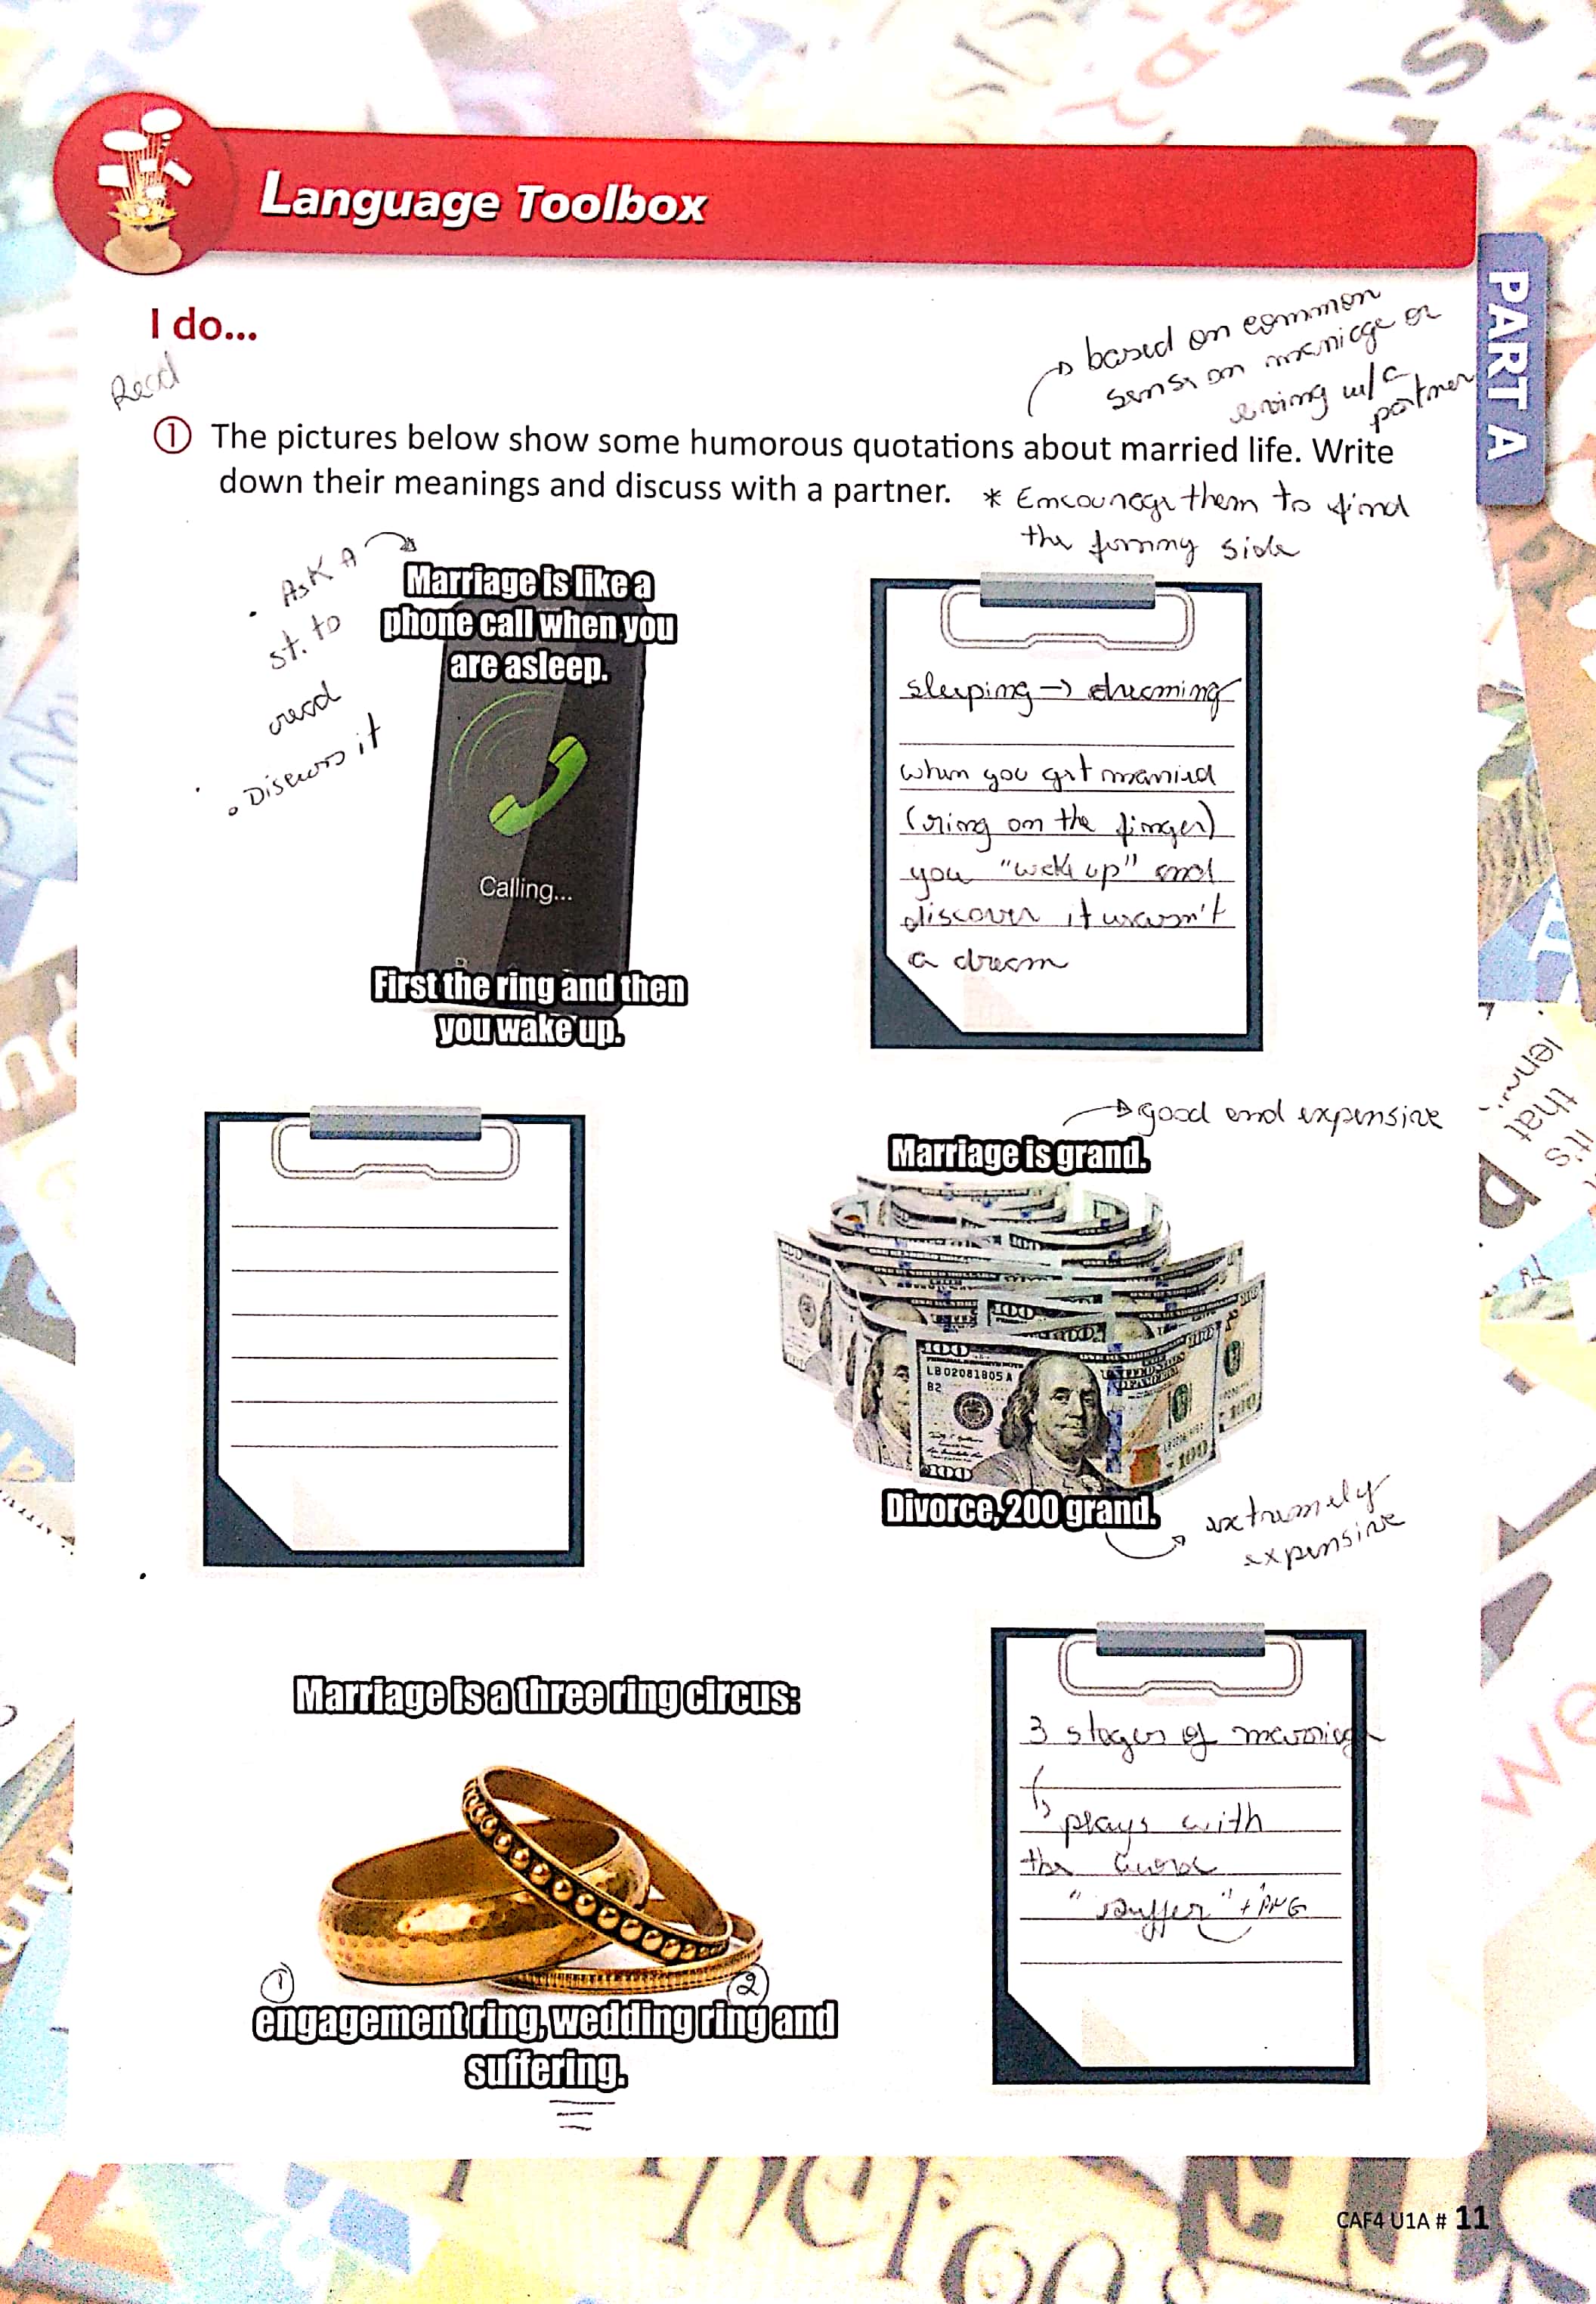 Language Toolbox
PART A
I do...
Read
based on common
sense on marriage or
living w/ a
partner
① The pictures below show some humorous quotations about married life. Write
down their meanings and discuss with a partner.
* Encourage them to find
the funny side
• Ask A
st. to
read
• Discuss it
Marriage is like a
phone call when you
are asleep.
Calling...
First the ring and then
you wake up.
sleeping → dreaming
when you get married
(ring on the finger)
you "wake up" and
discover it wasn't
a dream
good and expensive
Marriage is grand.
100
LB02081805A
B2
100
Divorce, 200 grand.
extremely
expensive
Marriage is a three ring circus:
① ②
engagement ring, wedding ring and
suffering.
3 stages of marriage
plays with
the word
"suffer" + ING
CAF4 U1A # 11